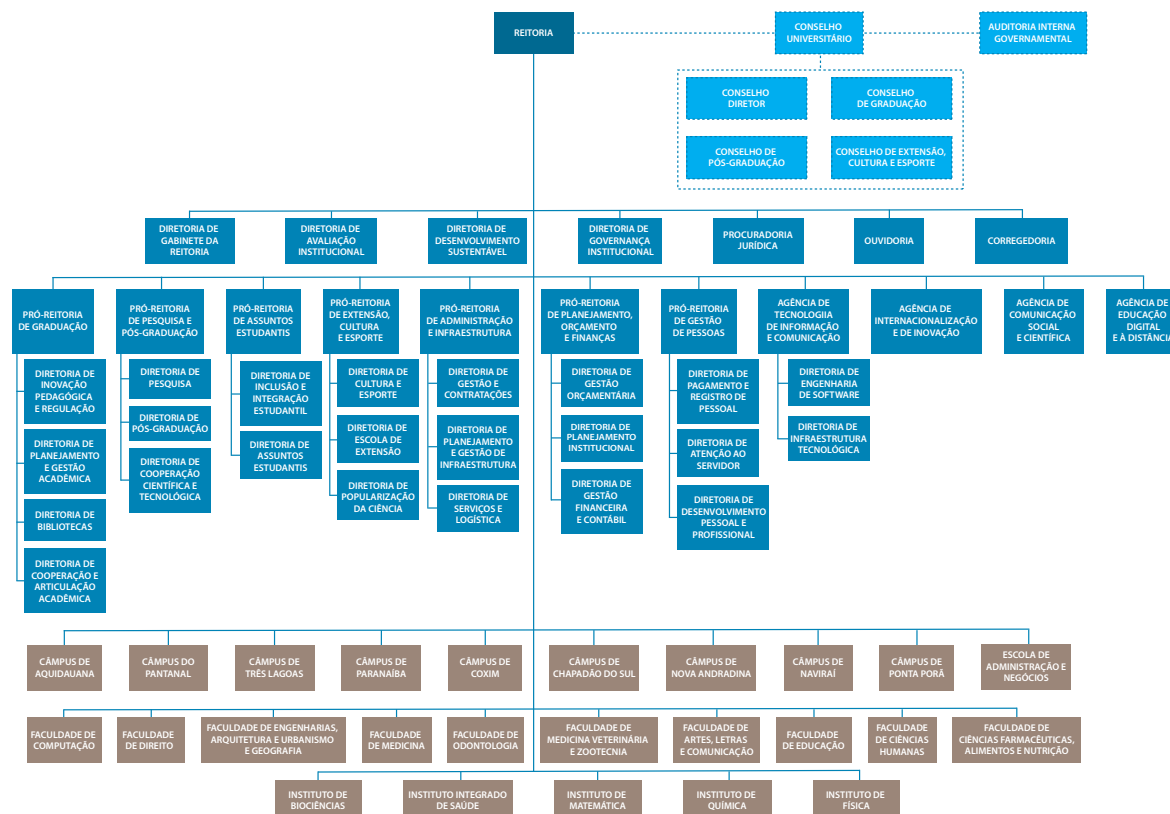 REITORIA
CONSELHO
UNIVERSITÁRIO
AUDITORIA INTERNA
GOVERNAMENTAL
CONSELHO
DIRETOR
CONSELHO
DE GRADUAÇÃO
CONSELHO DE
PÓS-GRADUAÇÃO
CONSELHO DE EXTENSÃO,
CULTURA E ESPORTE
DIRETORIA DE
GABINETE DA
REITORIA
DIRETORIA DE
AVALIAÇÃO
INSTITUCIONAL
DIRETORIA DE
DESENVOLVIMENTO
SUSTENTÁVEL
DIRETORIA DE
GOVERNANÇA
INSTITUCIONAL
PROCURADORIA
JURÍDICA
OUVIDORIA
CORREGEDORIA
PRÓ-REITORIA
DE GRADUAÇÃO
PRÓ-REITORIA
DE PESQUISA E
PÓS-GRADUAÇÃO
PRÓ-REITORIA
DE ASSUNTOS
ESTUDANTIS
PRÓ-REITORIA
DE EXTENSÃO,
CULTURA
E ESPORTE
PRÓ-REITORIA
DE ADMINISTRAÇÃO
E INFRAESTRUTURA
PRÓ-REITORIA
DE PLANEJAMENTO,
ORÇAMENTO
E FINANÇAS
PRÓ-REITORIA
DE GESTÃO
DE PESSOAS
AGÊNCIA DE
TECNOLOGIIA
DE INFORMAÇÃO
E COMUNICAÇÃO
AGÊNCIA DE
INTERNACIONALIZAÇÃO
E DE INOVAÇÃO
AGÊNCIA DE
COMUNICAÇÃO
SOCIAL
E CIENTÍFICA
AGÊNCIA DE
EDUCAÇÃO
DIGITAL
E À DISTÂNCIA
DIRETORIA DE
INOVAÇÃO
PEDAGÓGICA
E REGULAÇÃO
DIRETORIA DE
PLANEJAMENTO
E GESTÃO
ACADÊMICA
DIRETORIA DE
BIBLIOTECAS
DIRETORIA DE
COOPERAÇÃO E
ARTICULAÇÃO
ACADÊMICA
DIRETORIA DE
PESQUISA
DIRETORIA DE
PÓS-GRADUAÇÃO
DIRETORIA DE
COOPERAÇÃO
CIENTÍFICA E
TECNOLÓGICA
DIRETORIA DE
INCLUSÃO E
INTEGRAÇÃO
ESTUDANTIL
DIRETORIA DE
ASSUNTOS
ESTUDANTIS
DIRETORIA DE
CULTURA E
ESPORTE
DIRETORIA DE
ESCOLA DE
EXTENSÃO
DIRETORIA DE
POPULARIZAÇÃO
DA CIÊNCIA
DIRETORIA DE
GESTÃO E
CONTRATAÇÕES
DIRETORIA DE
PLANEJAMENTO
E GESTÃO DE
INFRAESTRUTURA
DIRETORIA DE
SERVIÇOS E
LOGÍSTICA
DIRETORIA DE
GESTÃO
ORÇAMENTÁRIA
DIRETORIA DE
PLANEJAMENTO
INSTITUCIONAL
DIRETORIA DE
GESTÃO
FINANCEIRA
E CONTÁBIL
DIRETORIA DE
PAGAMENTO E
REGISTRO DE
PESSOAL
DIRETORIA DE
ATENÇÃO AO
SERVIDOR
DIRETORIA DE
DESENVOLVIMENTO
PESSOAL E
PROFISSIONAL
DIRETORIA DE
ENGENHARIA
DE SOFTWARE
DIRETORIA DE
INFRAESTRUTURA
TECNOLÓGICA
CÂMPUS DE
AQUIDAUANA
CÂMPUS DO
PANTANAL
CÂMPUS DE
TRÊS LAGOAS
CÂMPUS DE
PARANAÍBA
CÂMPUS DE
COXIM
CÂMPUS DE
CHAPADÃO DO SUL
CÂMPUS DE
NOVA ANDRADINA
CÂMPUS DE
NAVIRAÍ
CÂMPUS DE
PONTA PORÃ
ESCOLA DE
ADMINISTRAÇÃO E
NEGÓCIOS
FACULDADE DE
COMPUTAÇÃO
FACULDADE
DE DIREITO
FACULDADE DE ENGENHARIAS,
ARQUITETURA E URBANISMO
E GEOGRAFIA
FACULDADE
DE MEDICINA
FACULDADE DE
ODONTOLOGIA
FACULDADE DE
MEDICINA VETERINÁRIA
E ZOOTECNIA
FACULDADE DE
ARTES, LETRAS
E COMUNICAÇÃO
FACULDADE
DE EDUCAÇÃO
FACULDADE
DE CIÊNCIAS
HUMANAS
FACULDADE DE
CIÊNCIAS FARMACÊUTICAS,
ALIMENTOS E NUTRIÇÃO
INSTITUTO DE
BIOCIÊNCIAS
INSTITUTO INTEGRADO
DE SAÚDE
INSTITUTO DE
MATEMÁTICA
INSTITUTO DE
QUÍMICA
INSTITUTO DE
FÍSICA